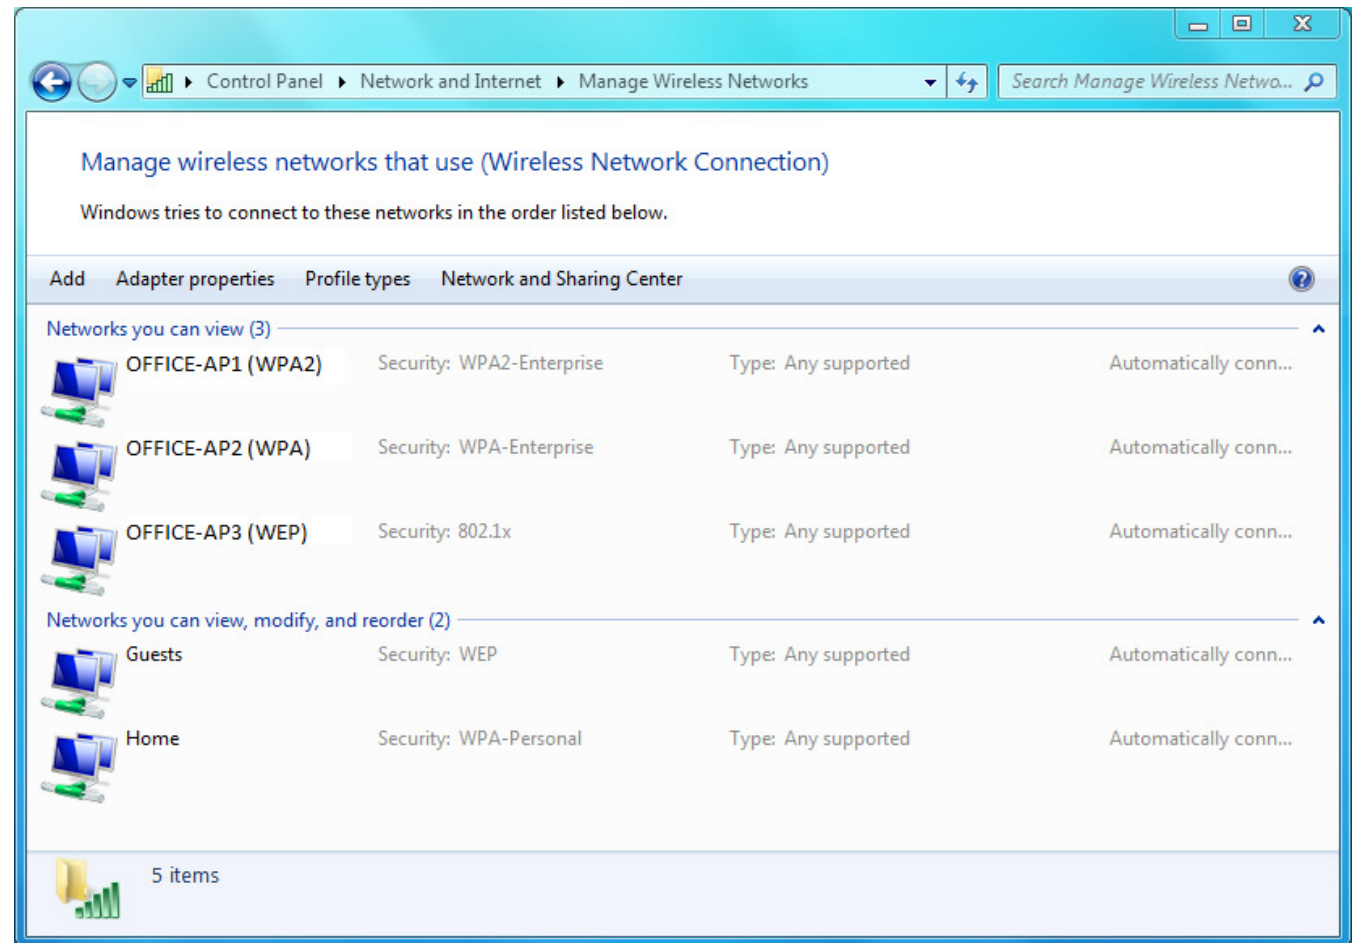 Control Panel Network and Internet Manage Wireless Networks Search Manage Wireless Netwo...
Manage wireless networks that use (Wireless Network Connection)
Windows tries to connect to these networks in the order listed below.
Add Adapter properties Profile types Network and Sharing Center
Networks you can view (3)
OFFICE-AP1 (WPA2) Security: WPA2-Enterprise Type: Any supported Automatically conn...
OFFICE-AP2 (WPA) Security: WPA-Enterprise Type: Any supported Automatically conn...
OFFICE-AP3 (WEP) Security: 802.1x Type: Any supported Automatically conn...
Networks you can view, modify, and reorder (2)
Guests Security: WEP Type: Any supported Automatically conn...
Home Security: WPA-Personal Type: Any supported Automatically conn...
5 items